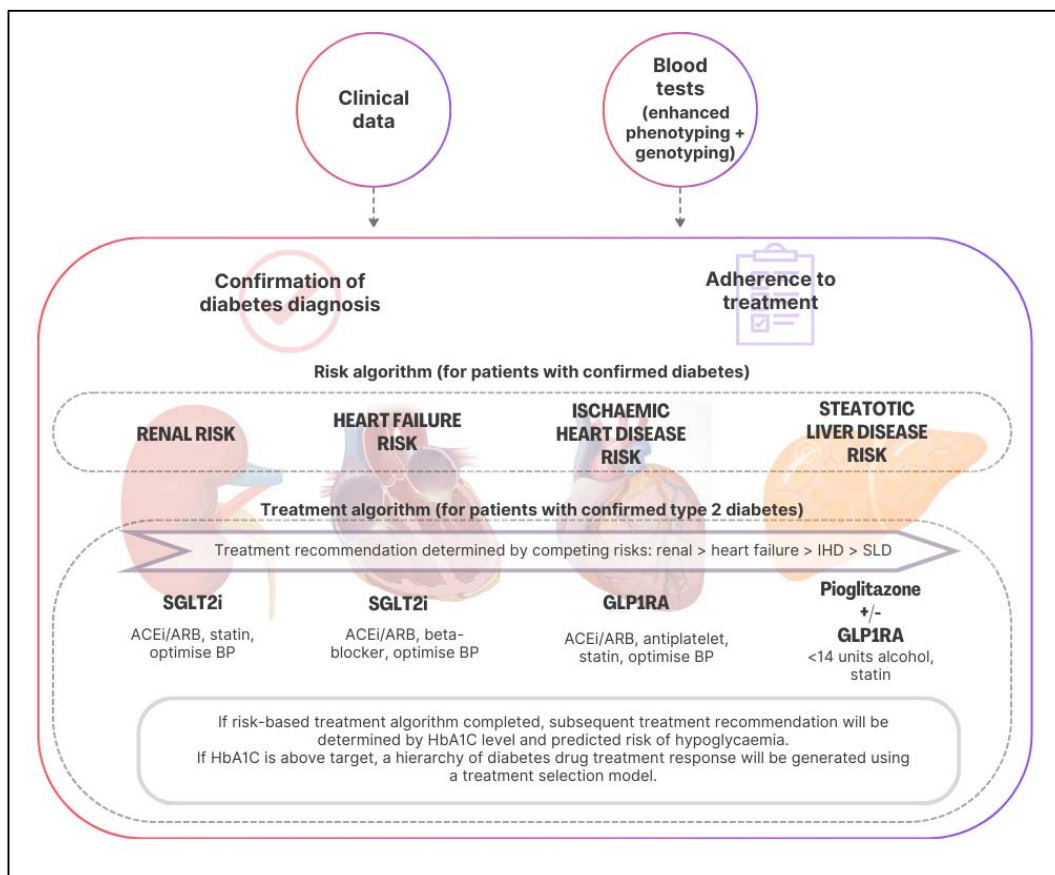 Clinical
data
Blood
tests
(enhanced
phenotyping +
genotyping)
Confirmation of
diabetes diagnosis
Adherence to
treatment
Risk algorithm (for patients with confirmed diabetes)
RENAL RISK
HEART FAILURE
RISK
ISCHAEMIC
HEART DISEASE
RISK
STEATOTIC
LIVER DISEASE
RISK
Treatment algorithm (for patients with confirmed type 2 diabetes)
Treatment recommendation determined by competing risks: renal > heart failure > IHD > SLD
SGLT2i
ACEi/ARB, statin,
optimise BP
SGLT2i
ACEi/ARB, beta-
blocker, optimise BP
GLP1RA
ACEi/ARB, antiplatelet,
statin, optimise BP
Pioglitazone
+/-
GLP1RA
<14 units alcohol,
statin
If risk-based treatment algorithm completed, subsequent treatment recommendation will be
determined by HbA1C level and predicted risk of hypoglycaemia.
If HbA1C is above target, a hierarchy of diabetes drug treatment response will be generated using
a treatment selection model.